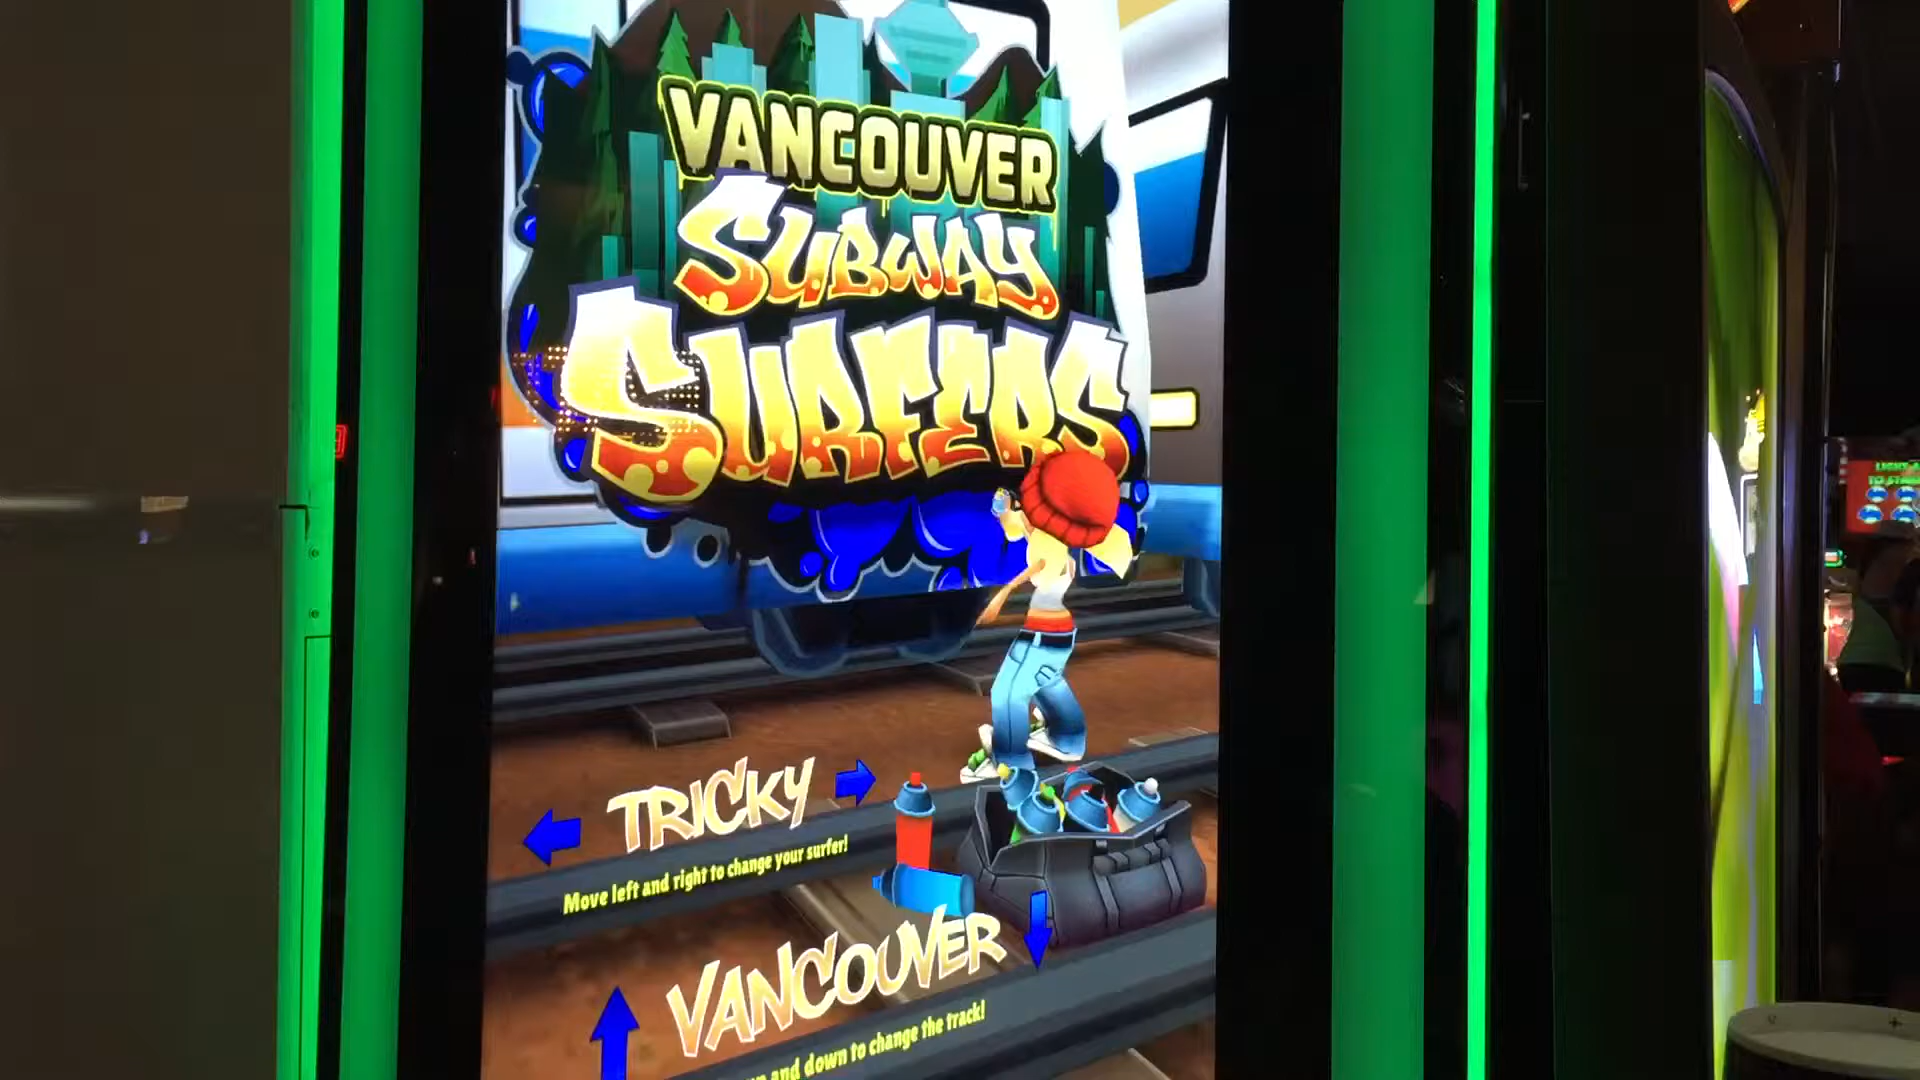 VANCOUVER
SUBWAY
SURFERS
TRICKY
Move left and right to change your surfer!
VANCOUVER
and down to change the track!
TO